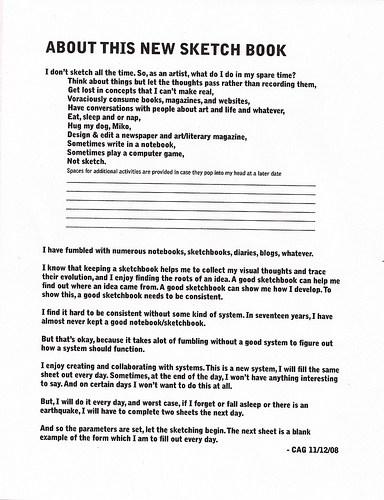 ABOUT THIS NEW SKETCH BOOK
I don't sketch all the time. So, as an artist, what do I do in my spare time?
Think about things but let the thoughts pass rather than recording them,
Get lost in concepts that I can't make real,
Voraciously consume books, magazines, and websites,
Have conversations with people about art and life and whatever,
Eat, sleep and or nap,
Hug my dog, Miko,
Design & edit a newspaper and art/literary magazine,
Sometimes write in a notebook,
Sometimes play a computer game,
Not sketch.
Spaces for additional activities are provided in case they pop into my head at a later date
I have fumbled with numerous notebooks, sketchbooks, diaries, blogs, whatever.
I know that keeping a sketchbook helps me to collect my visual thoughts and trace
their evolution, and I enjoy finding the roots of an idea. A good sketchbook can help me
find out where an idea came from. A good sketchbook can show me how I develop. To
show this, a good sketchbook needs to be consistent.
I find it hard to be consistent without some kind of system. In seventeen years, I have
almost never kept a good notebook/sketchbook.
But that's okay, because it takes alot of fumbling without a good system to figure out
how a system should function.
I enjoy creating and collaborating with systems. This is a new system, I will fill the same
sheet out every day. Sometimes, at the end of the day, I won't have anything interesting
to say. And on certain days I won't want to do this at all.
But, I will do it every day, and worst case, if I forget or fall asleep or there is an
earthquake, I will have to complete two sheets the next day.
And so the parameters are set, let the sketching begin. The next sheet is a blank
example of the form which I am to fill out every day.
- CAG 11/12/08